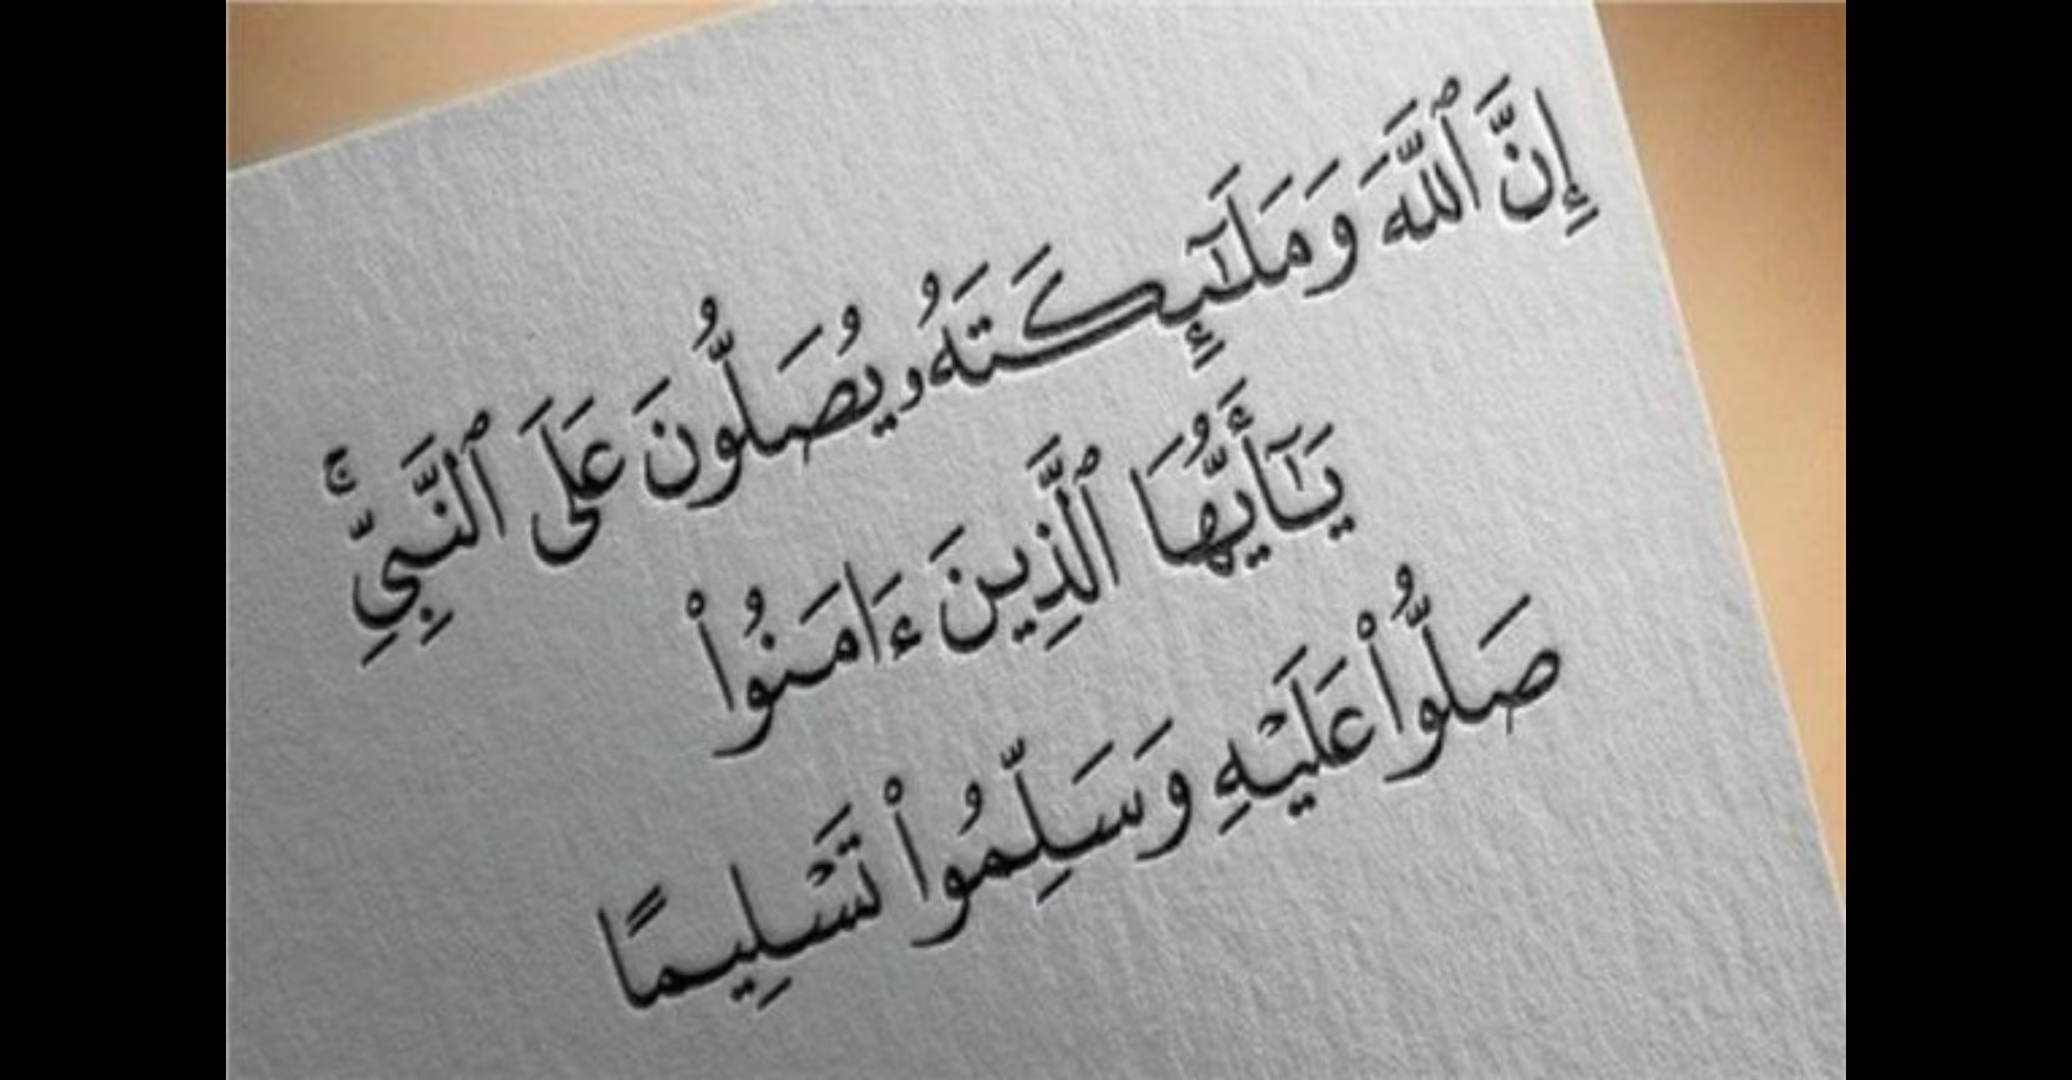 إِنَّ ٱللَّهَ وَمَلَـٰٓئِكَتَهُۥ يُصَلُّونَ عَلَى ٱلنَّبِىِّ ۚ
يَـٰٓأَيُّهَا ٱلَّذِينَ ءَامَنُوا۟
صَلُّوا۟ عَلَيْهِ وَسَلِّمُوا۟ تَسْلِيمًا